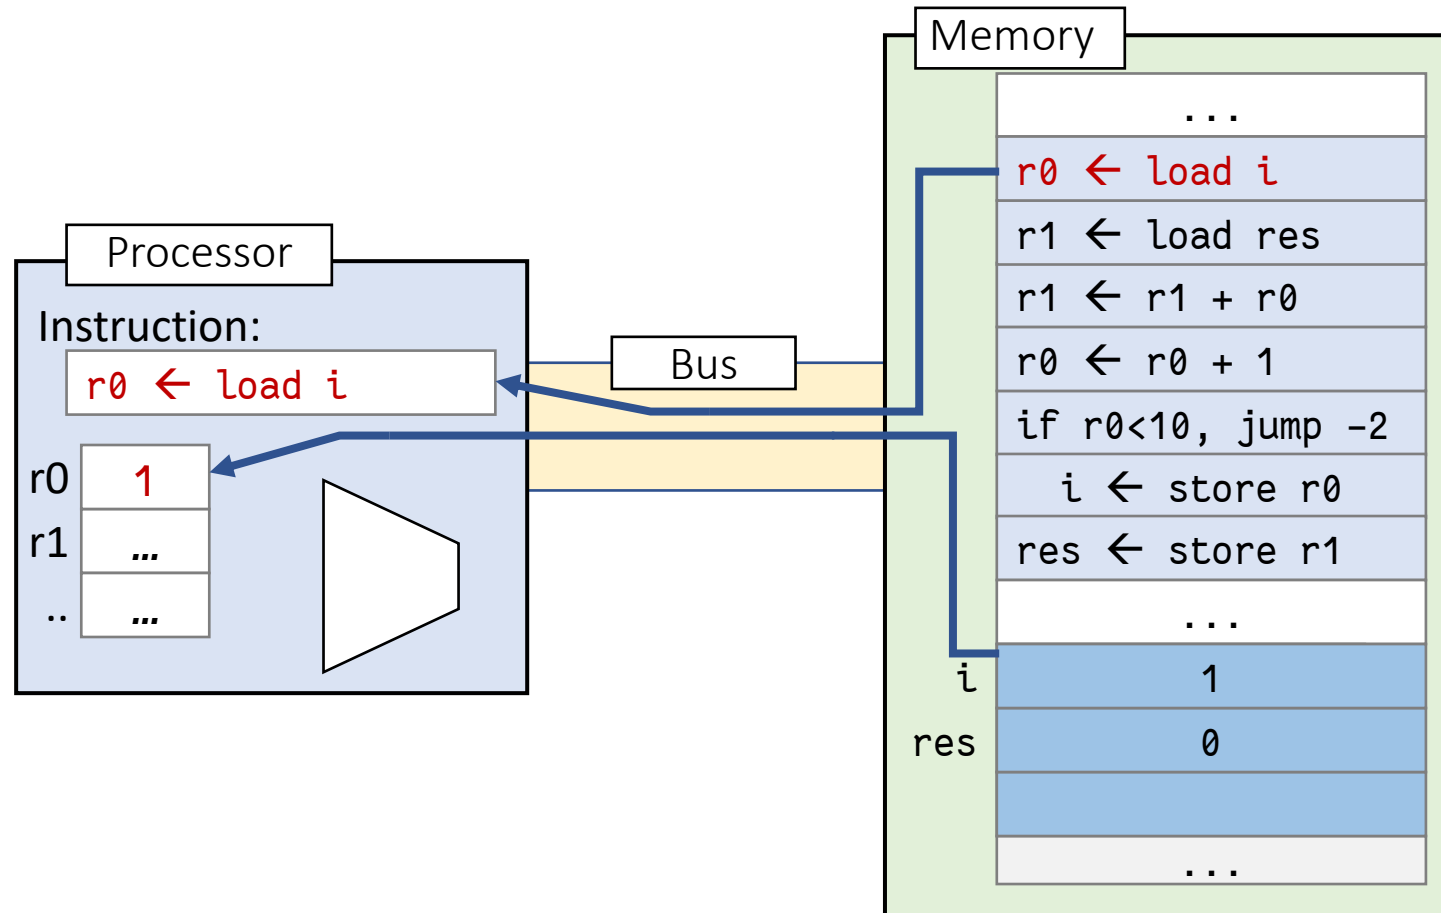 Memory
...
r0 ← load i
r1 ← load res
r1 ← r1 + r0
r0 ← r0 + 1
if r0<10, jump −2
i ← store r0
res ← store r1
...
i 1
res 0
...
Processor
Instruction:
r0 ← load i
r0 1
r1 ...
.. ...
Bus